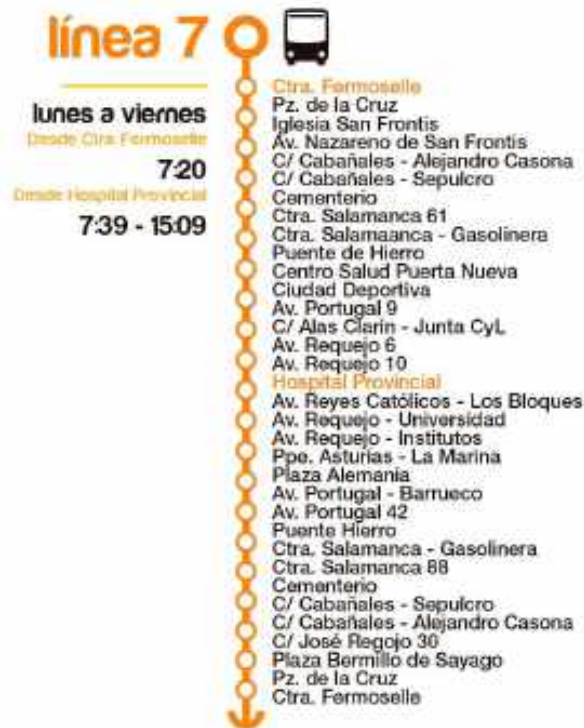 línea 7
lunes a viernes
Desde Ctra Fermoselle
7:20
Desde Hospital Provincial
7:39 - 15:09
Ctra. Fermoselle
Pz. de la Cruz
Iglesia San Frontis
Av. Nazareno de San Frontis
C/ Cabañales - Alejandro Casona
C/ Cabañales - Sepulcro
Cementerio
Ctra. Salamanca 61
Ctra. Salamaanca - Gasolinera
Puente de Hierro
Centro Salud Puerta Nueva
Ciudad Deportiva
Av. Portugal 9
C/ Alas Clarin - Junta CyL
Av. Requejo 6
Av. Requejo 10
Hospital Provincial
Av. Reyes Católicos - Los Bloques
Av. Requejo - Universidad
Av. Requejo - Institutos
Ppe. Asturias - La Marina
Plaza Alemania
Av. Portugal - Barrueco
Av. Portugal 42
Puente Hierro
Ctra. Salamanca - Gasolinera
Ctra. Salamanca 88
Cementerio
C/ Cabañales - Sepulcro
C/ Cabañales - Alejandro Casona
C/ José Regojo 30
Plaza Bermillo de Sayago
Pz. de la Cruz
Ctra. Fermoselle